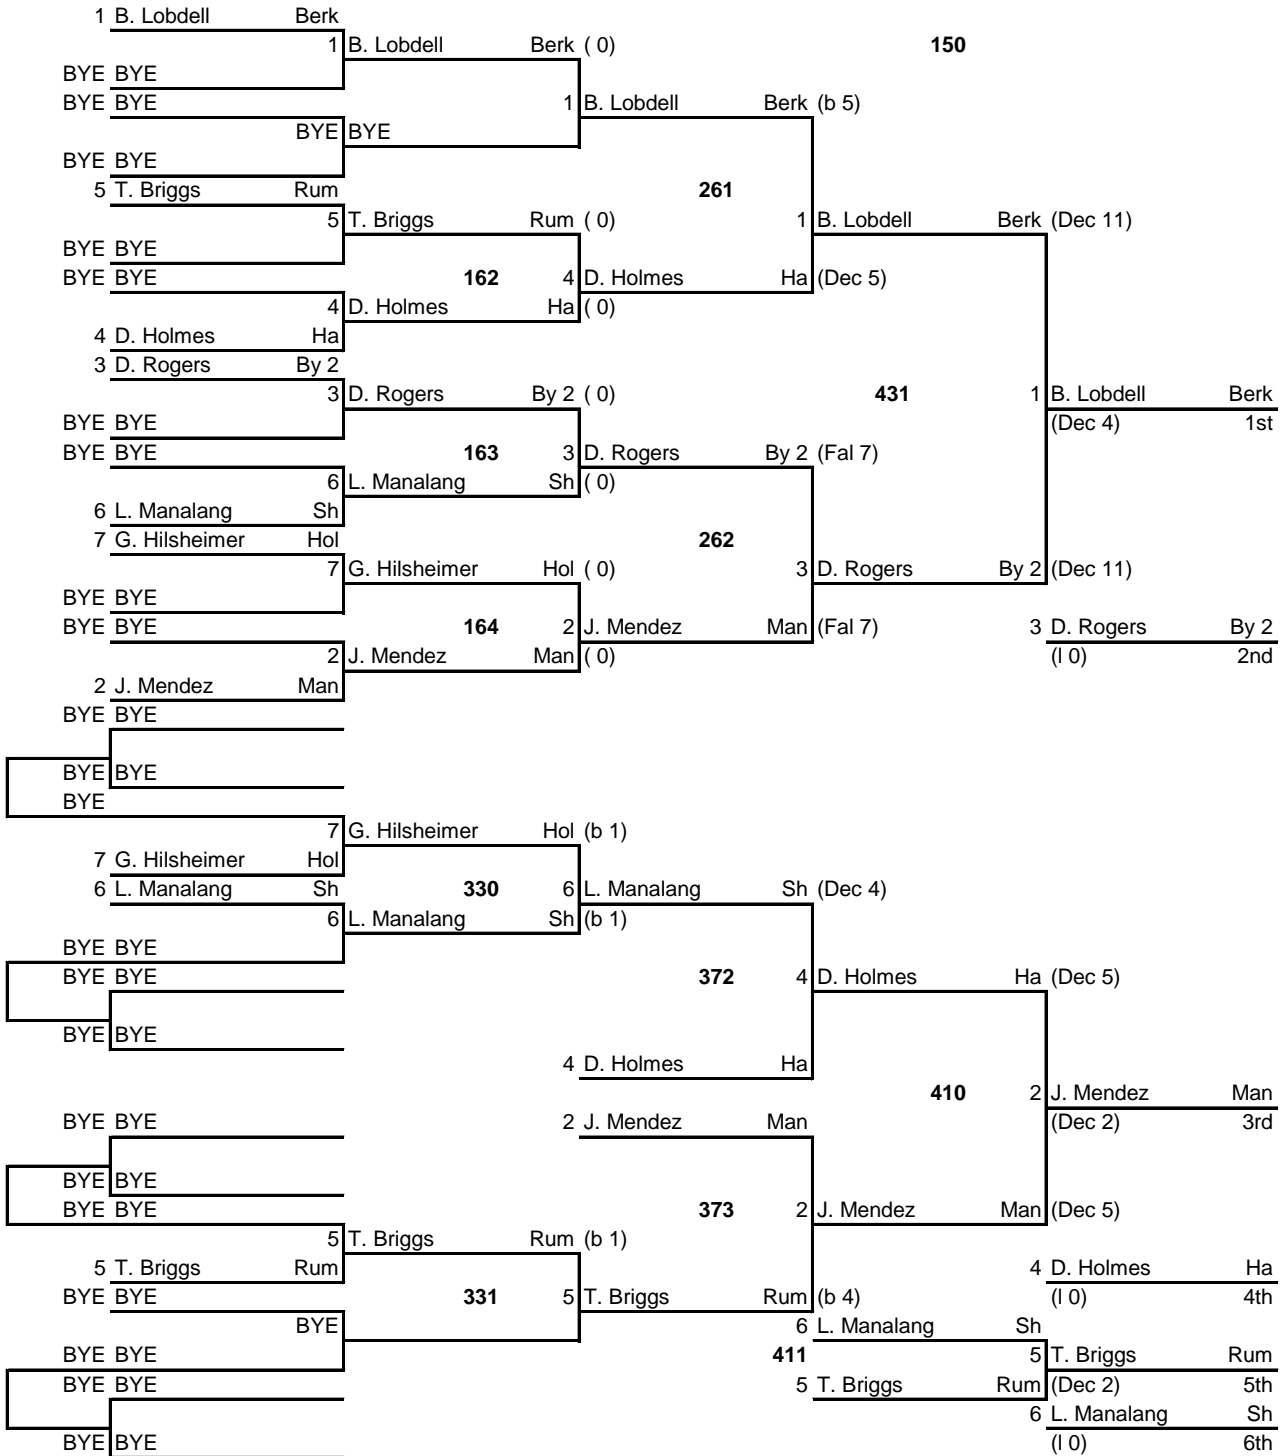 1 B. Lobdell Berk
1 B. Lobdell Berk ( 0) 150
BYE BYE
BYE BYE 1 B. Lobdell Berk (b 5)
BYE BYE
BYE BYE
5 T. Briggs Rum 261
5 T. Briggs Rum ( 0) 1 B. Lobdell Berk (Dec 11)
BYE BYE
BYE BYE 162 4 D. Holmes Ha (Dec 5)
4 D. Holmes Ha ( 0)
4 D. Holmes Ha
3 D. Rogers By 2
3 D. Rogers By 2 ( 0) 431 1 B. Lobdell Berk
BYE BYE (Dec 4) 1st
BYE BYE 163 3 D. Rogers By 2 (Fal 7)
6 L. Manalang Sh ( 0)
6 L. Manalang Sh
7 G. Hilsheimer Hol 262
7 G. Hilsheimer Hol ( 0) 3 D. Rogers By 2 (Dec 11)
BYE BYE
BYE BYE 164 2 J. Mendez Man (Fal 7) 3 D. Rogers By 2
2 J. Mendez Man ( 0) (l 0) 2nd
2 J. Mendez Man
BYE BYE
BYE BYE
BYE
7 G. Hilsheimer Hol (b 1)
7 G. Hilsheimer Hol
6 L. Manalang Sh 330 6 L. Manalang Sh (Dec 4)
6 L. Manalang Sh (b 1)
BYE BYE
BYE BYE 372 4 D. Holmes Ha (Dec 5)
BYE BYE
4 D. Holmes Ha
410 2 J. Mendez Man
BYE BYE 2 J. Mendez Man (Dec 2) 3rd
BYE BYE
BYE BYE 373 2 J. Mendez Man (Dec 5)
5 T. Briggs Rum (b 1)
5 T. Briggs Rum 4 D. Holmes Ha
BYE BYE 331 5 T. Briggs Rum (b 4) (l 0) 4th
BYE 6 L. Manalang Sh
BYE BYE 411 5 T. Briggs Rum
BYE BYE 5 T. Briggs Rum (Dec 2) 5th
6 L. Manalang Sh
BYE BYE (l 0) 6th